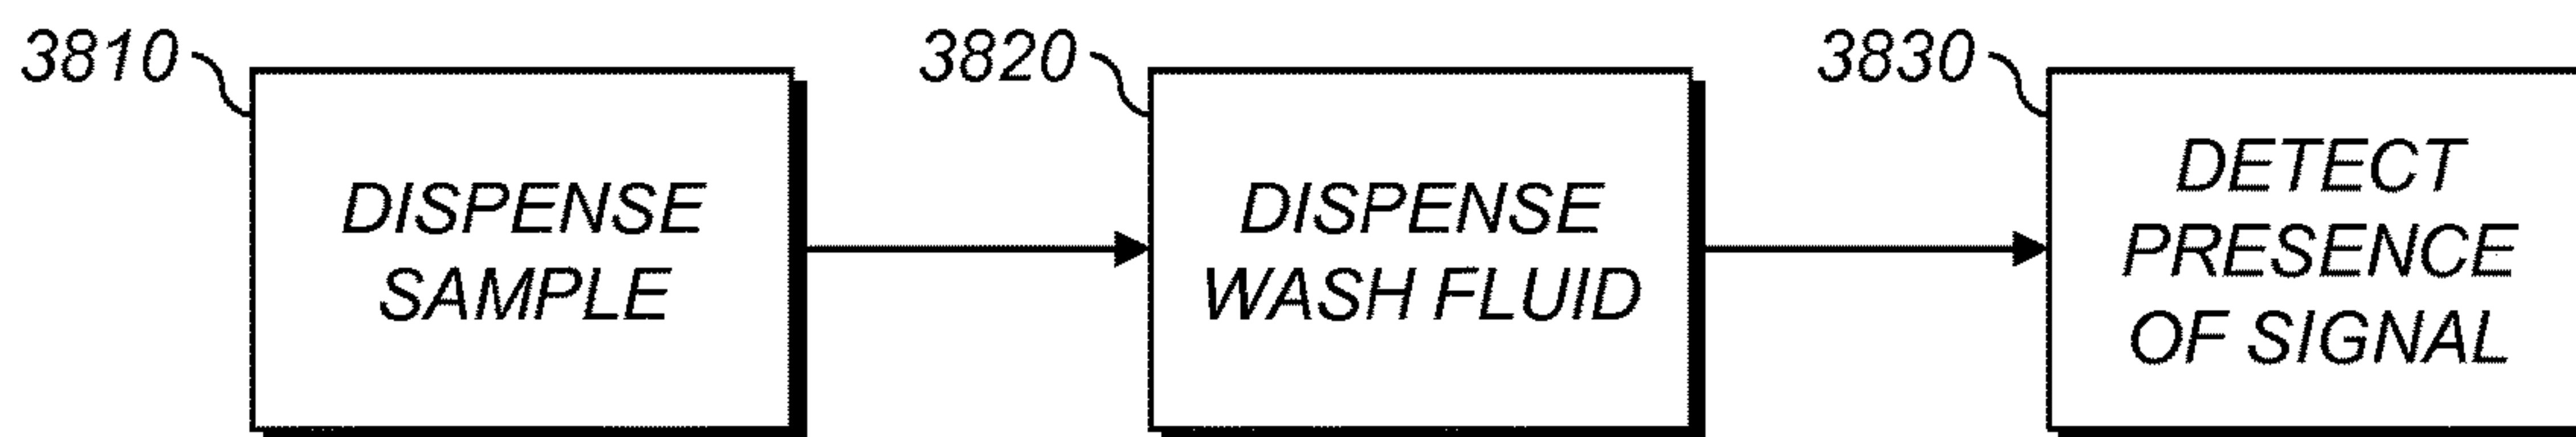 3810
DISPENSE
SAMPLE
3820
DISPENSE
WASH FLUID
3830
DETECT
PRESENCE
OF SIGNAL